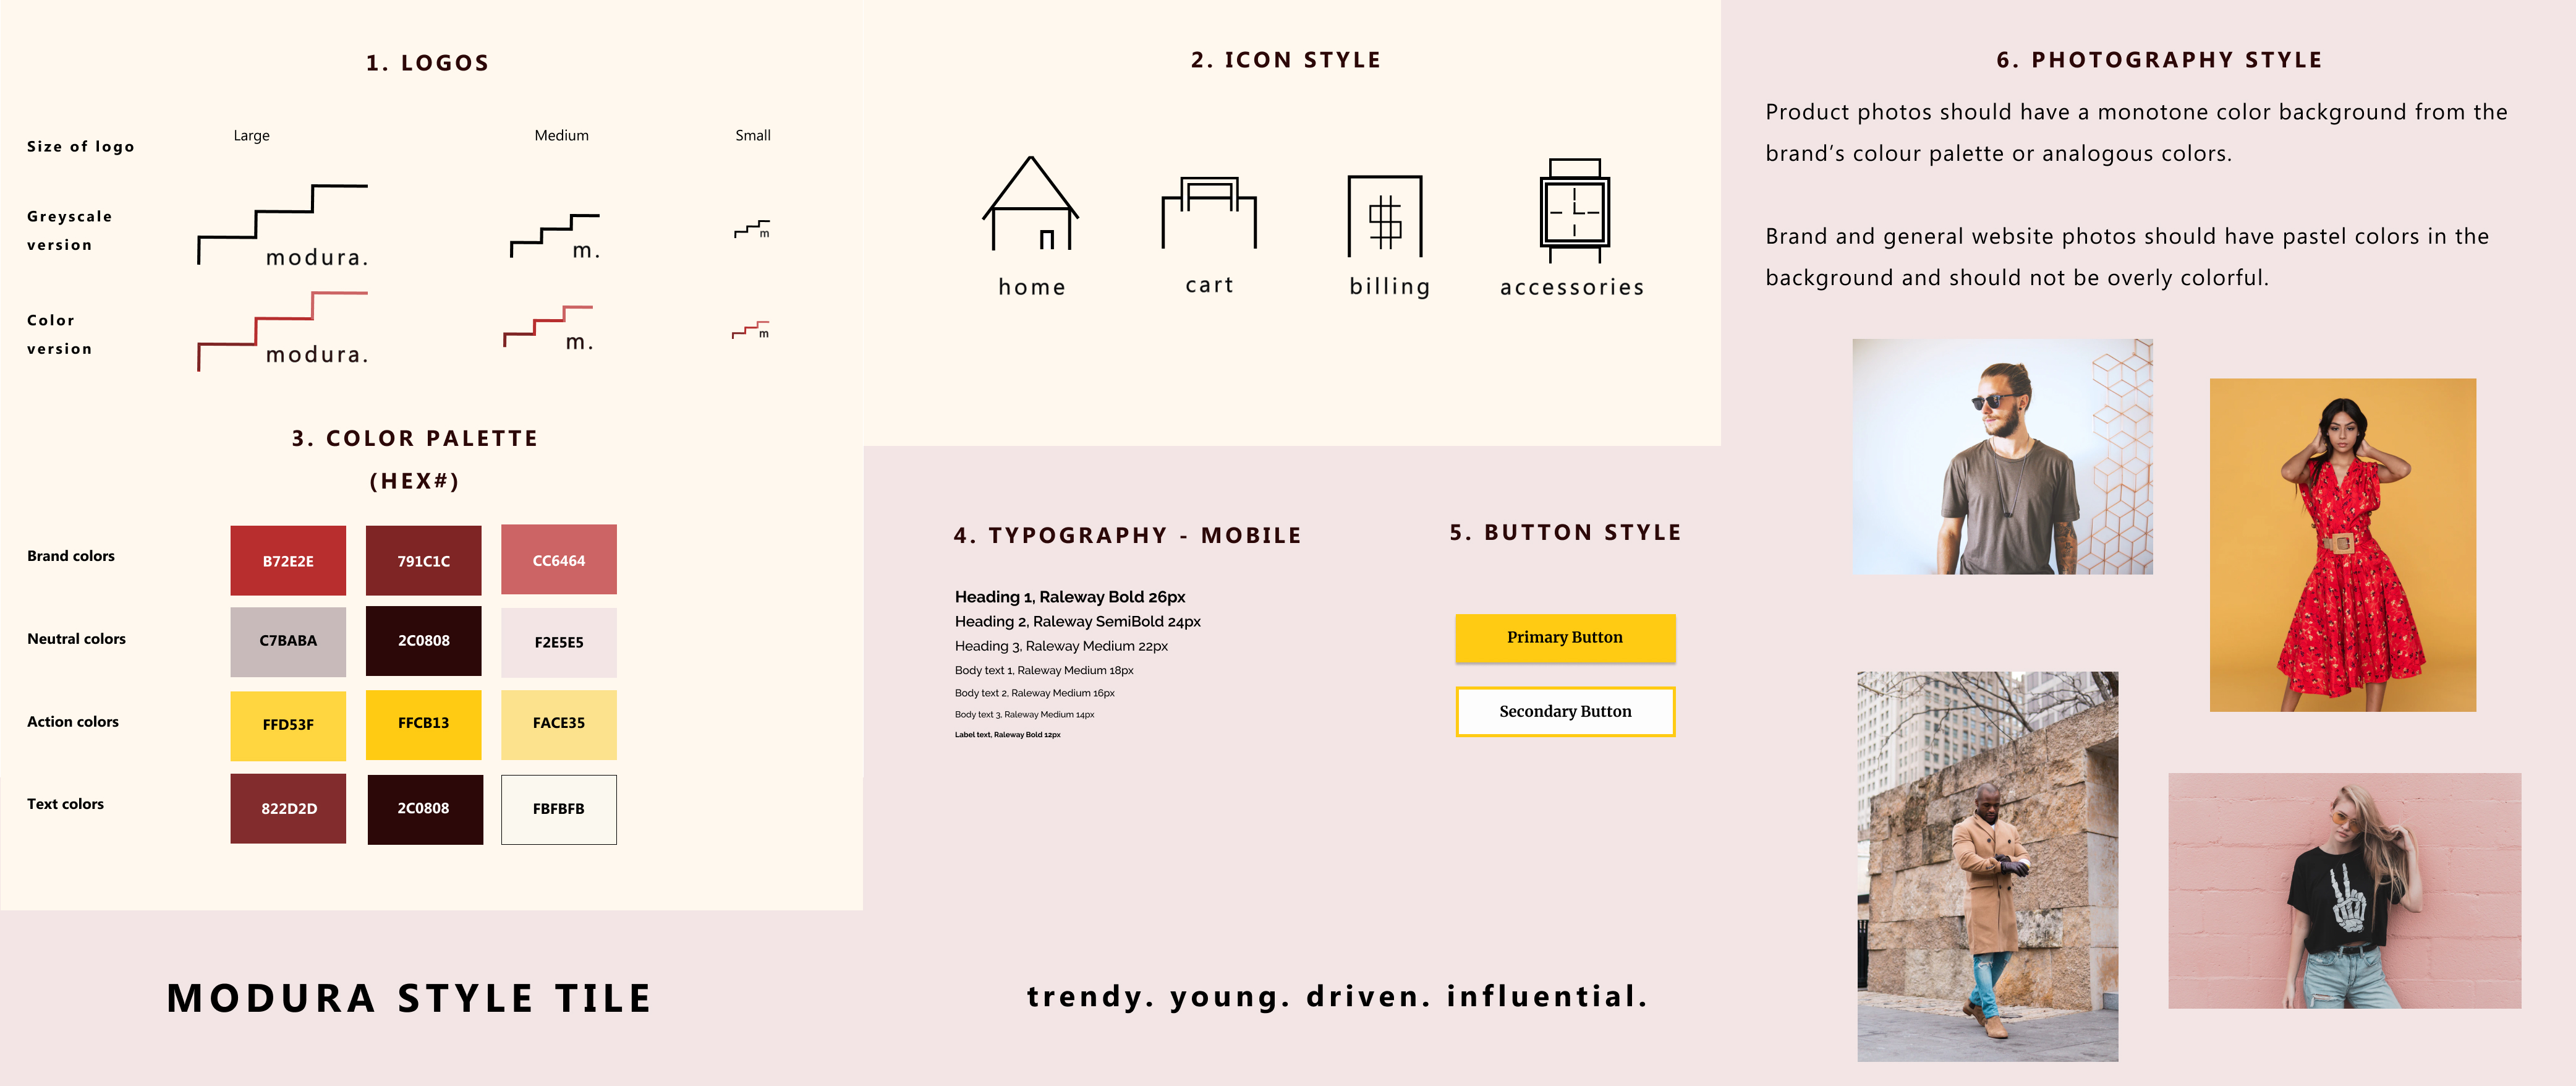 1. LOGOS
Size of logo
Large
Medium
Small
Greyscale
version
modura.
m.
m
Color
version
modura.
m.
m
2. ICON STYLE
home
cart
billing
accessories
3. COLOR PALETTE
(HEX#)
Brand colors
B72E2E
791C1C
CC6464
Neutral colors
C7BABA
2C0808
F2E5E5
Action colors
FFD53F
FFCB13
FACE35
Text colors
822D2D
2C0808
FBFBFB
4. TYPOGRAPHY - MOBILE
Heading 1, Raleway Bold 26px
Heading 2, Raleway SemiBold 24px
Heading 3, Raleway Medium 22px
Body text 1, Raleway Medium 18px
Body text 2, Raleway Medium 16px
Body text 3, Raleway Medium 14px
Label text, Raleway Bold 12px
5. BUTTON STYLE
Primary Button
Secondary Button
6. PHOTOGRAPHY STYLE
Product photos should have a monotone color background from the
brand’s colour palette or analogous colors.
Brand and general website photos should have pastel colors in the
background and should not be overly colorful.
MODURA STYLE TILE
trendy. young. driven. influential.